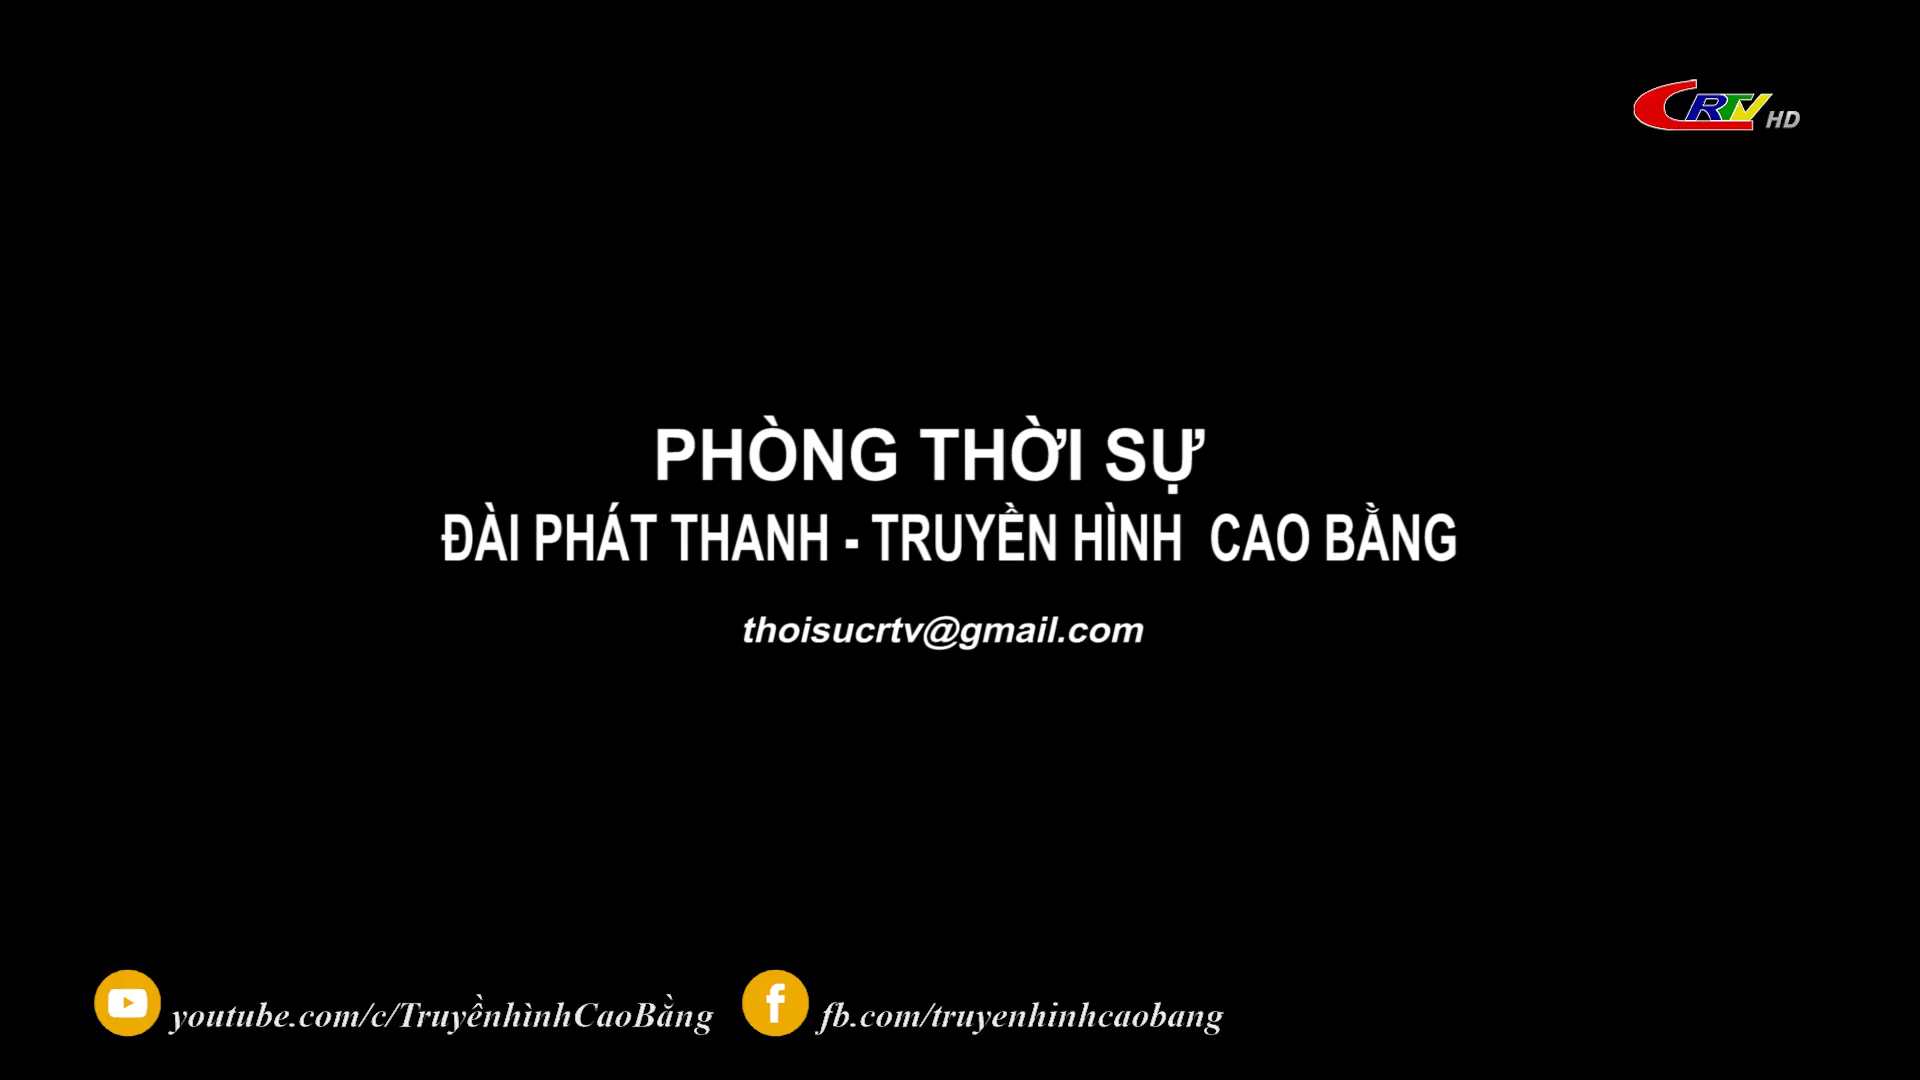 CRTV HD
PHÒNG THỜI SỰ
ĐÀI PHÁT THANH - TRUYỀN HÌNH CAO BẰNG
thoisucrtv@gmail.com
youtube.com/c/TruyềnhìnhCaoBằng
fb.com/truyenhinhcaobang